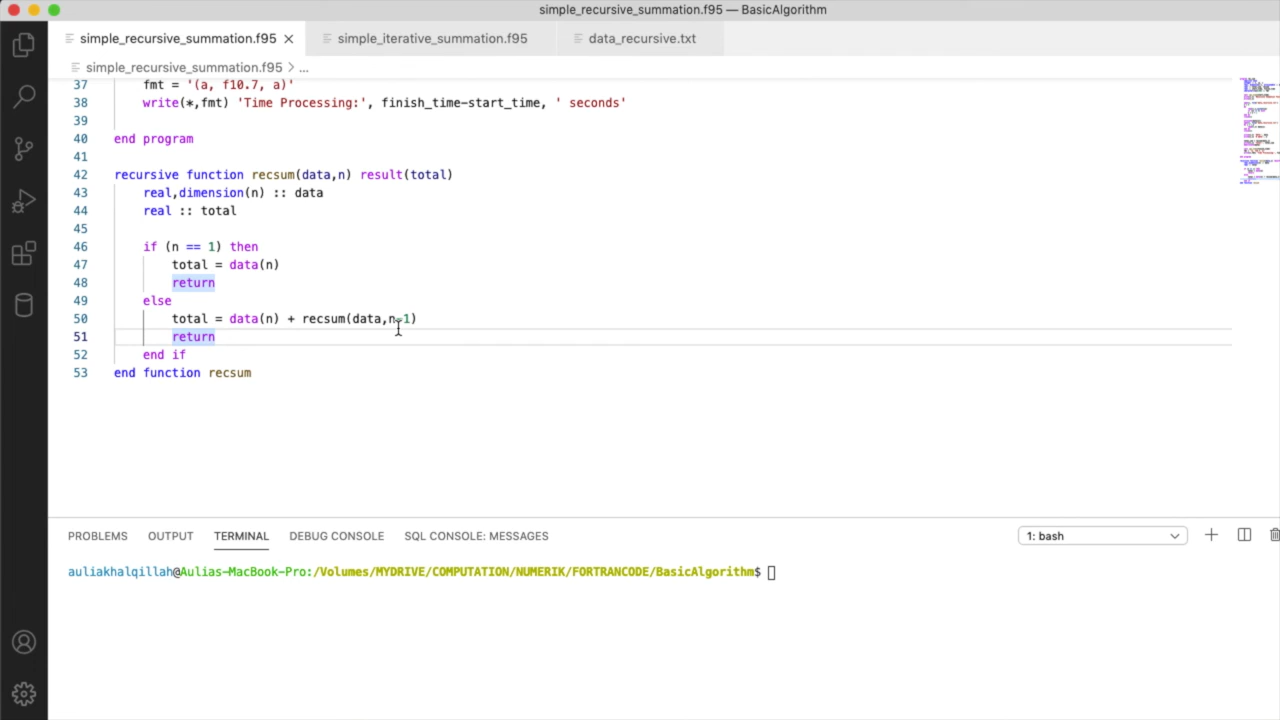 simple_recursive_summation.f95 — BasicAlgorithm
simple_recursive_summation.f95
simple_iterative_summation.f95
data_recursive.txt
simple_recursive_summation.f95 > ...
37 fmt = '(a, f10.7, a)'
38 write(*,fmt) 'Time Processing:', finish_time-start_time, ' seconds'
39
40 end program
41
42 recursive function recsum(data,n) result(total)
43 real,dimension(n) :: data
44 real :: total
45
46 if (n == 1) then
47 total = data(n)
48 return
49 else
50 total = data(n) + recsum(data,n-1)
51 return
52 end if
53 end function recsum
PROBLEMS OUTPUT TERMINAL DEBUG CONSOLE SQL CONSOLE: MESSAGES
1: bash
auliakhalqillah@Aulias-MacBook-Pro:/Volumes/MYDRIVE/COMPUTATION/NUMERIK/FORTRANCODE/BasicAlgorithm$